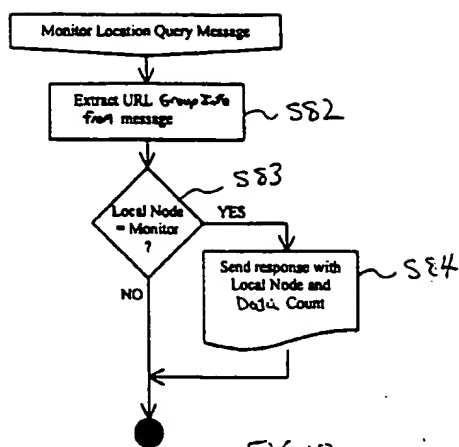 Monitor Location Query Message
Extract URL Group Info
from message
S82
S83
Local Node
= Monitor
?
YES
NO
Send response with
Local Node and
Data Count
S84